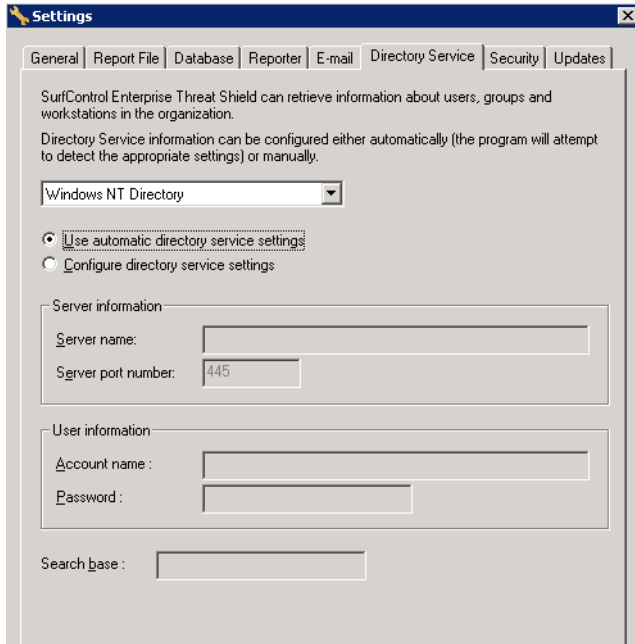 Settings
General
Report File
Database
Reporter
E-mail
Directory Service
Security
Updates
SurfControl Enterprise Threat Shield can retrieve information about users, groups and
workstations in the organization.
Directory Service information can be configured either automatically (the program will attempt
to detect the appropriate settings) or manually.
Windows NT Directory
Use automatic directory service settings
Configure directory service settings
Server information
Server name:
Server port number:
445
User information
Account name :
Password :
Search base :